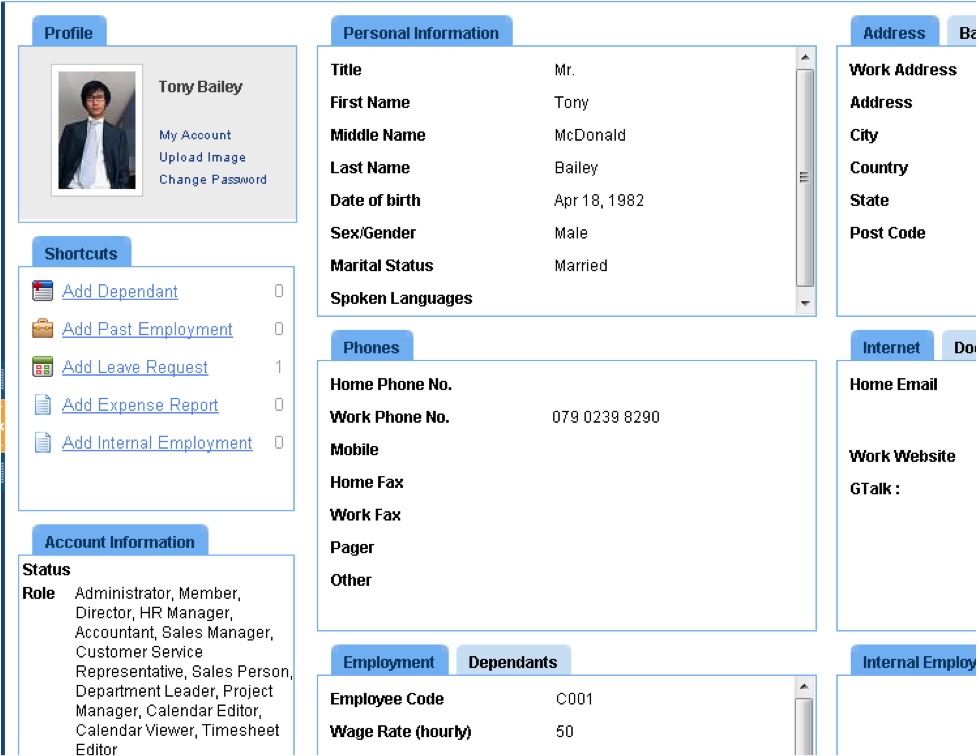 Profile
Tony Bailey
My Account
Upload Image
Change Password
Shortcuts
Add Dependant 0
Add Past Employment 0
Add Leave Request 1
Add Expense Report 0
Add Internal Employment 0
Account Information
Status
Role Administrator, Member,
Director, HR Manager,
Accountant, Sales Manager,
Customer Service
Representative, Sales Person,
Department Leader, Project
Manager, Calendar Editor,
Calendar Viewer, Timesheet
Editor
Personal Information
Title Mr.
First Name Tony
Middle Name McDonald
Last Name Bailey
Date of birth Apr 18, 1982
Sex/Gender Male
Marital Status Married
Spoken Languages
Phones
Home Phone No.
Work Phone No. 079 0239 8290
Mobile
Home Fax
Work Fax
Pager
Other
Employment Dependants
Employee Code C001
Wage Rate (hourly) 50
Address Ba
Work Address
Address
City
Country
State
Post Code
Internet Do
Home Email
Work Website
GTalk :
Internal Employ